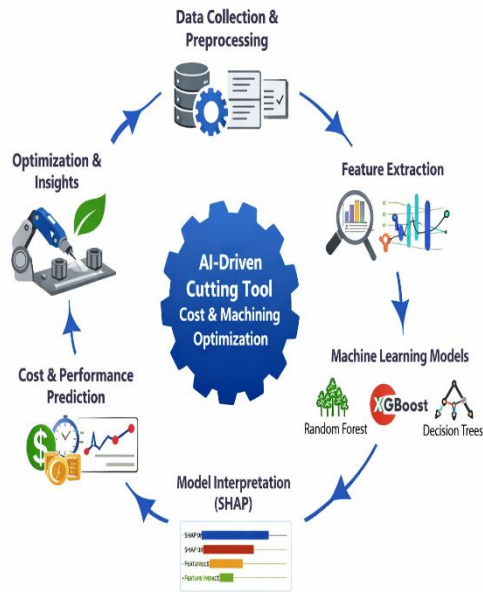 Data Collection &
Preprocessing
Optimization &
Insights
Feature Extraction
AI-Driven
Cutting Tool
Cost & Machining
Optimization
Machine Learning Models
XGBoost
Random Forest
Decision Trees
Cost & Performance
Prediction
$
Model Interpretation
(SHAP)